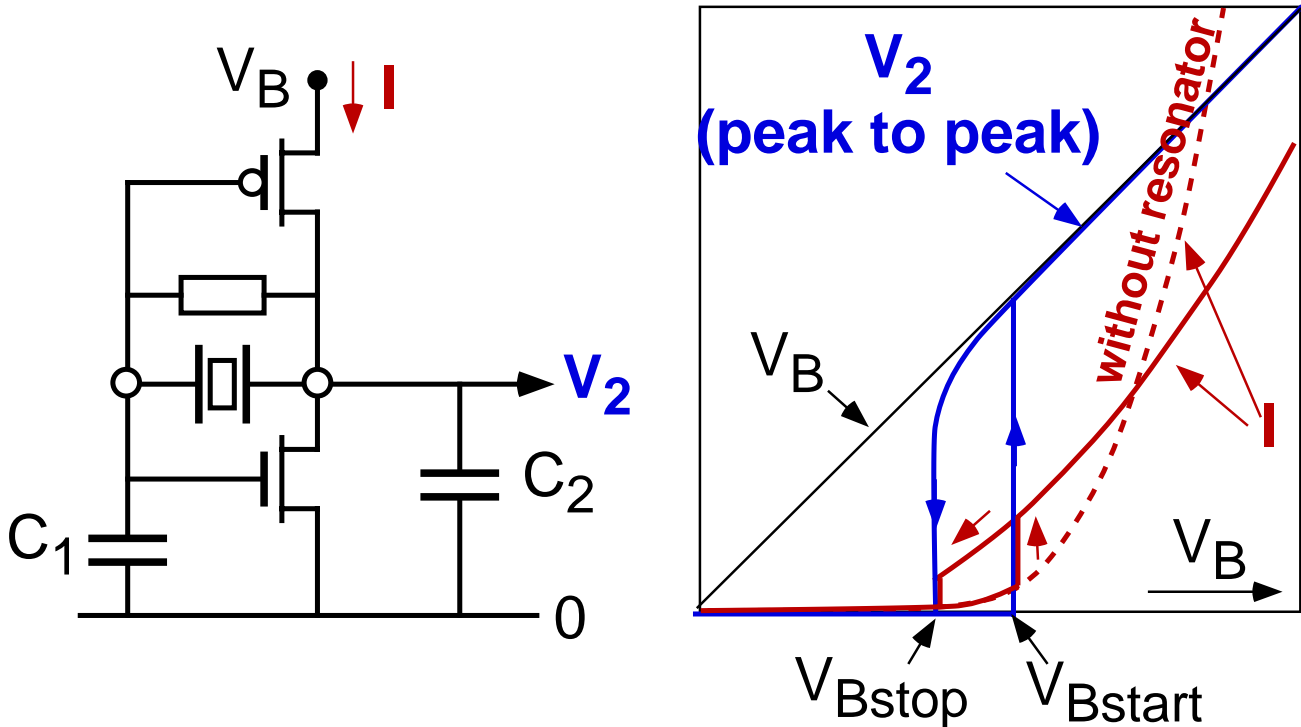 V_B
I
V_2
C_1
C_2
0
V_2
(peak to peak)
without resonator
V_B
I
V_B
V_Bstop
V_Bstart